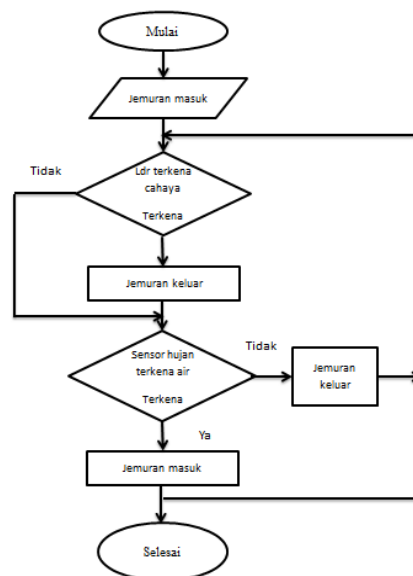 Mulai
Jemuran masuk
Tidak
Ldr terkena
cahaya
Terkena
Jemuran keluar
Sensor hujan
terkena air
Terkena
Tidak
Jemuran
keluar
Ya
Jemuran masuk
Selesai